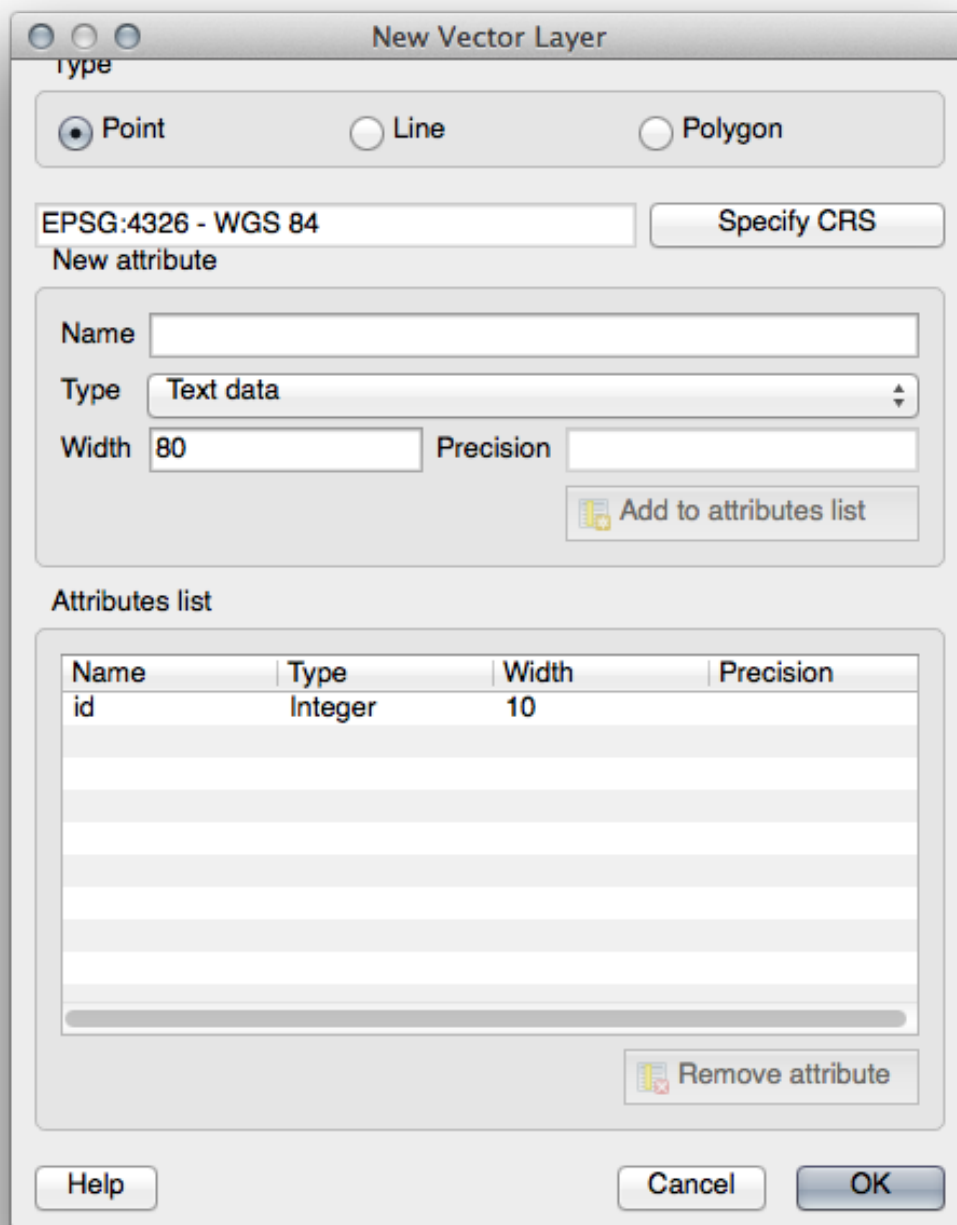 New Vector Layer
Type
Point Line Polygon
EPSG:4326 - WGS 84 Specify CRS
New attribute
Name
Type Text data
Width 80 Precision
Add to attributes list
Attributes list
Name Type Width Precision
id Integer 10
Remove attribute
Help Cancel OK